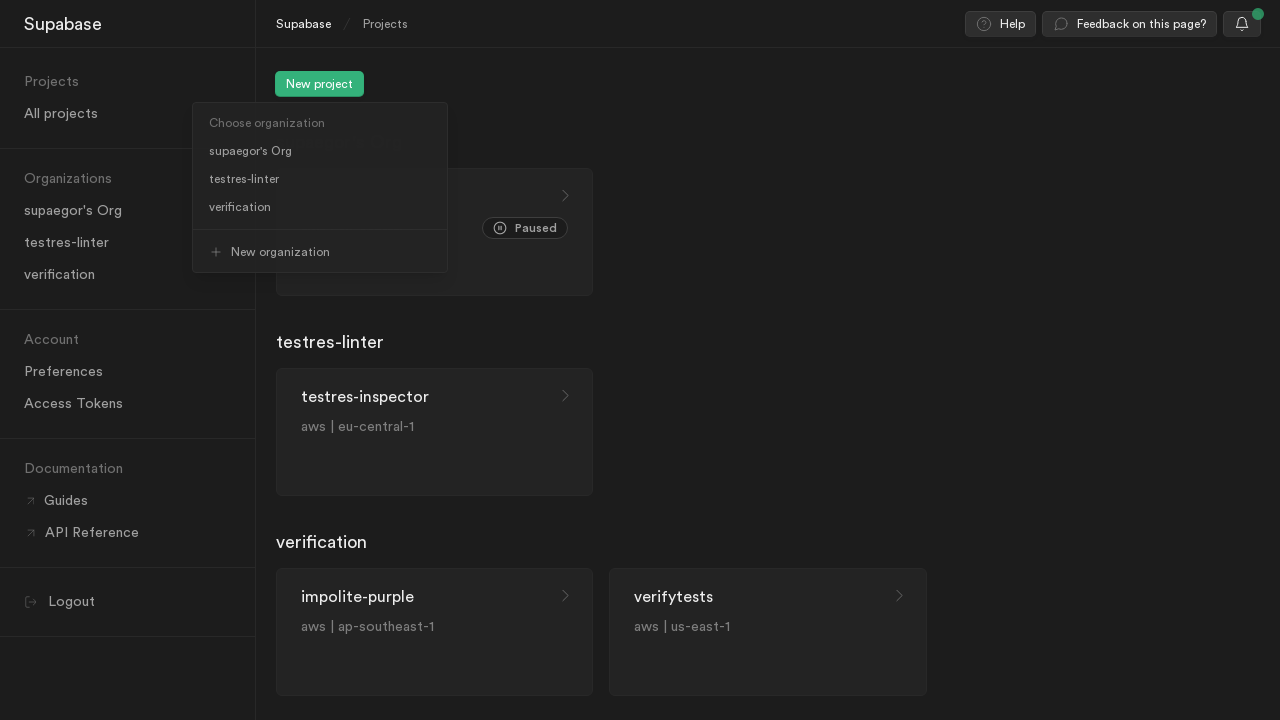 Supabase
Supabase / Projects
Help
Feedback on this page?
Projects
All projects
Organizations
supaegor's Org
testres-linter
verification
Account
Preferences
Access Tokens
Documentation
Guides
API Reference
Logout
New project
Choose organization
supaegor's Org
testres-linter
verification
New organization
Paused
testres-linter
testres-inspector
aws | eu-central-1
verification
impolite-purple
aws | ap-southeast-1
verifytests
aws | us-east-1